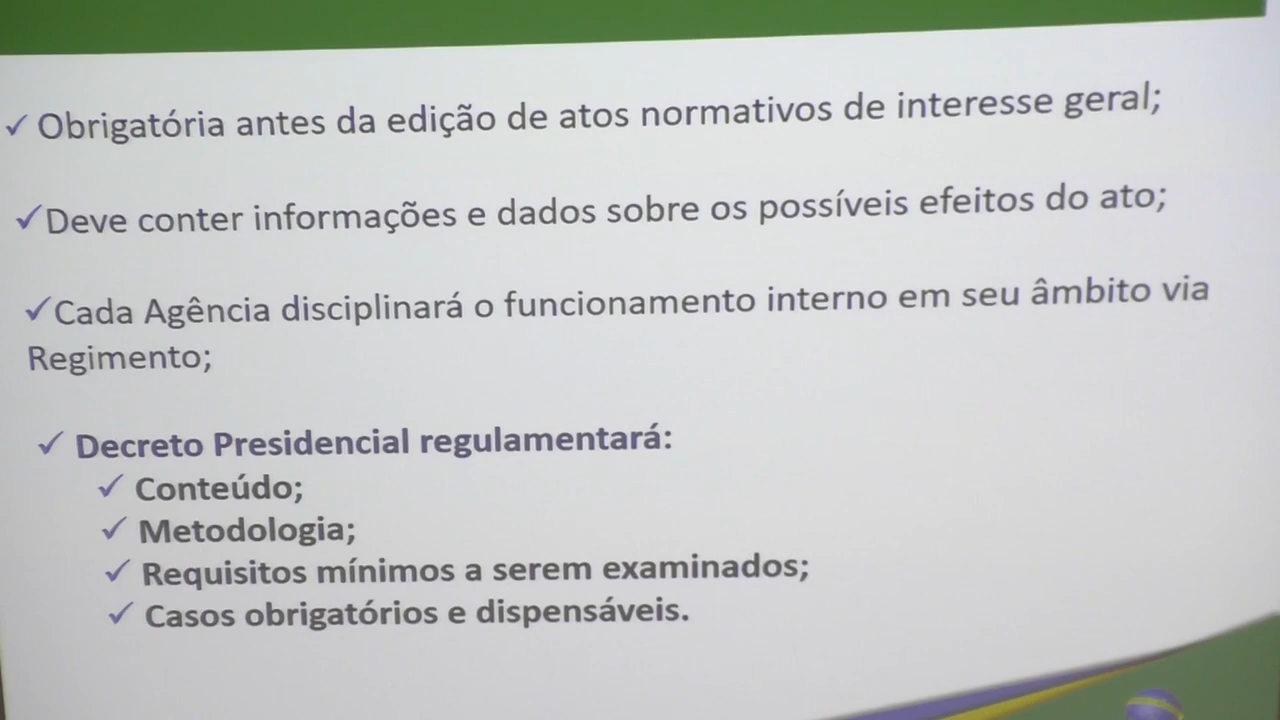 ✓ Obrigatória antes da edição de atos normativos de interesse geral;
✓Deve conter informações e dados sobre os possíveis efeitos do ato;
✓Cada Agência disciplinará o funcionamento interno em seu âmbito via
Regimento;
✓ Decreto Presidencial regulamentará:
✓ Conteúdo;
✓ Metodologia;
✓ Requisitos mínimos a serem examinados;
✓ Casos obrigatórios e dispensáveis.